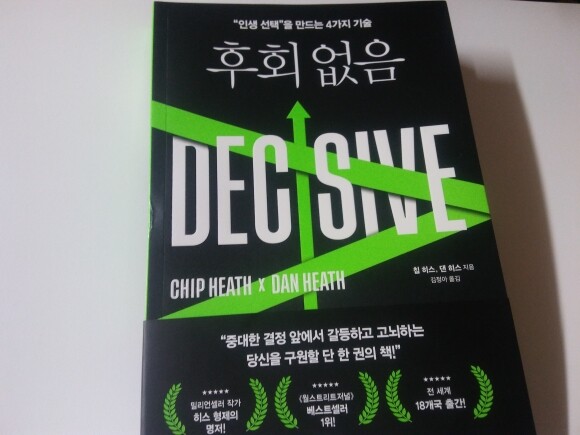 “인생 선택”을 만드는 4가지 기술
후회 없음
DECISIVE
CHIP HEATH x DAN HEATH
칩 히스, 댄 히스 지음
김정아 옮김
“중대한 결정 앞에서 갈등하고 고뇌하는
당신을 구원할 단 한 권의 책!”
★★★★★
밀리언셀러 작가
히스 형제의
명저!
★★★★★
《월스트리트저널》
베스트셀러
1위!
★★★★★
전 세계
18개국 출간!